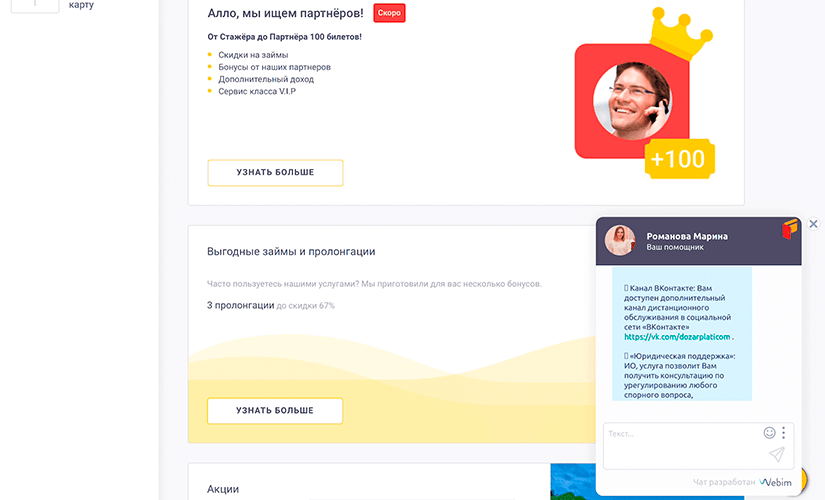 карту
Алло, мы ищем партнёров!
Скоро
От Стажёра до Партнёра 100 билетов!
Скидки на займы
Бонусы от наших партнеров
Дополнительный доход
Сервис класса V.I.P
УЗНАТЬ БОЛЬШЕ
+100
Выгодные займы и пролонгации
Часто пользуетесь нашими услугами? Мы приготовили для вас несколько бонусов.
3 пролонгации до скидки 67%
УЗНАТЬ БОЛЬШЕ
Акции
Романова Марина
Ваш помощник
Канал ВКонтакте: Вам
доступен дополнительный
канал дистанционного
обслуживания в социальной
сети «ВКонтакте»
https://vk.com/dozarplaticom .
«Юридическая поддержка»:
ИО, услуга позволит Вам
получить консультацию по
урегулированию любого
спорного вопроса,
Текст...
Чат разработан Webim